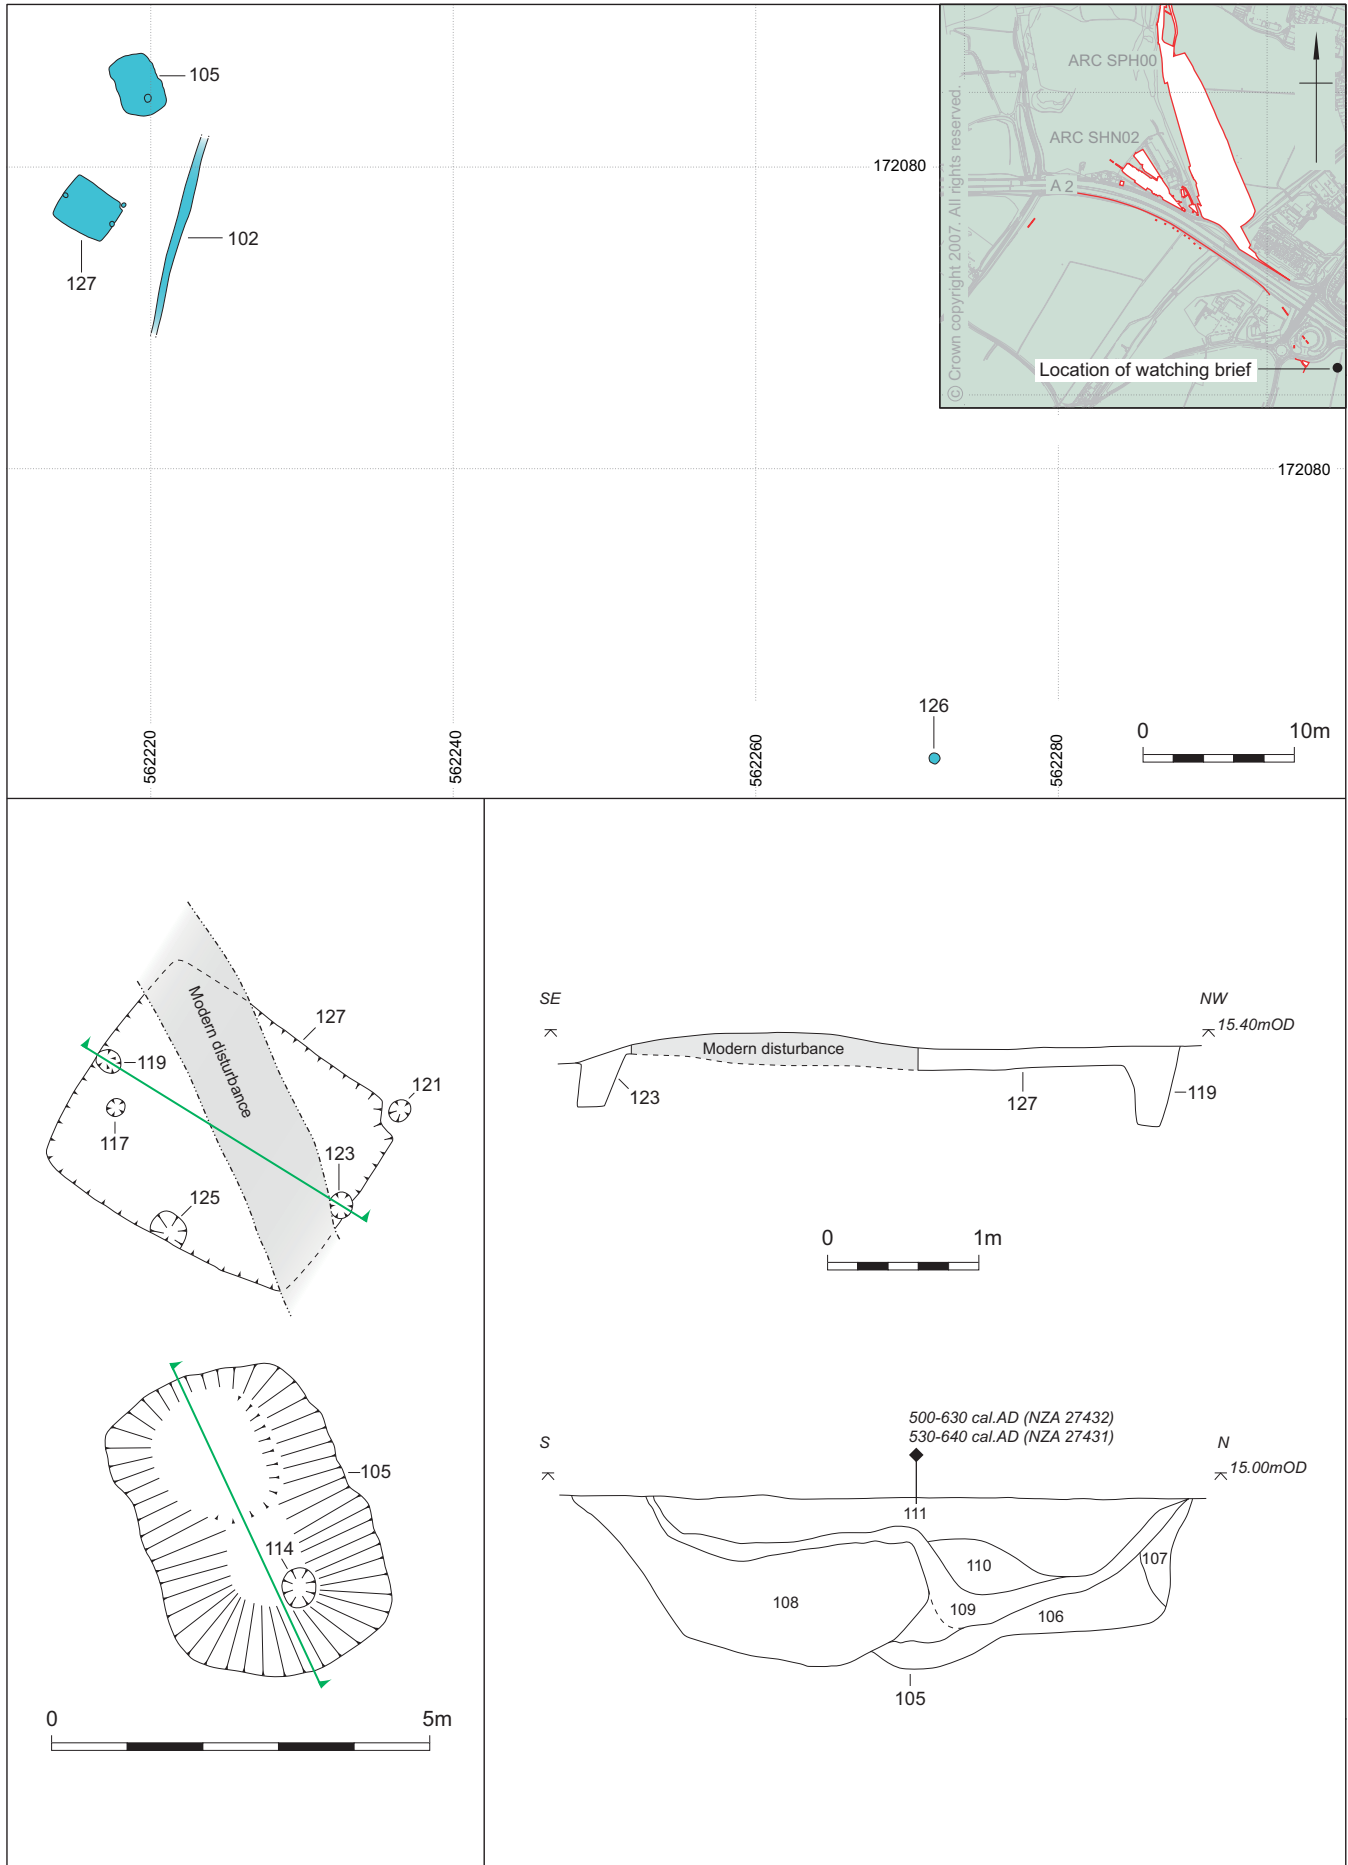 105
102
127
172080
172080
126
562220
562240
562260
562280
0 10m
© Crown copyright 2007. All rights reserved.
ARC SPH00
ARC SHN02
A 2
Location of watching brief
Modern disturbance
127
119
121
117
123
125
105
114
0 5m
SE
NW
15.40mOD
Modern disturbance
123
127
119
0 1m
500-630 cal.AD (NZA 27432)
530-640 cal.AD (NZA 27431)
S
N
15.00mOD
111
110
107
108
109
106
105